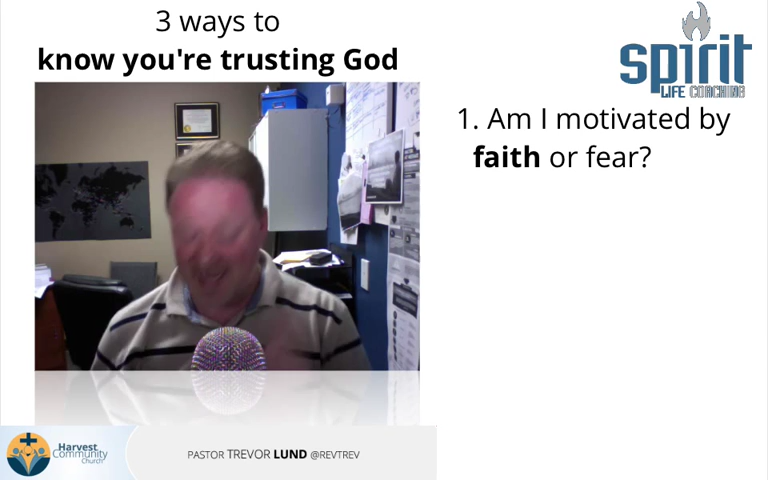 3 ways to
know you're trusting God
spirit
LIFE COACHING
1. Am I motivated by
faith or fear?
Harvest
Community
Church
PASTOR TREVOR LUND @REVTREV